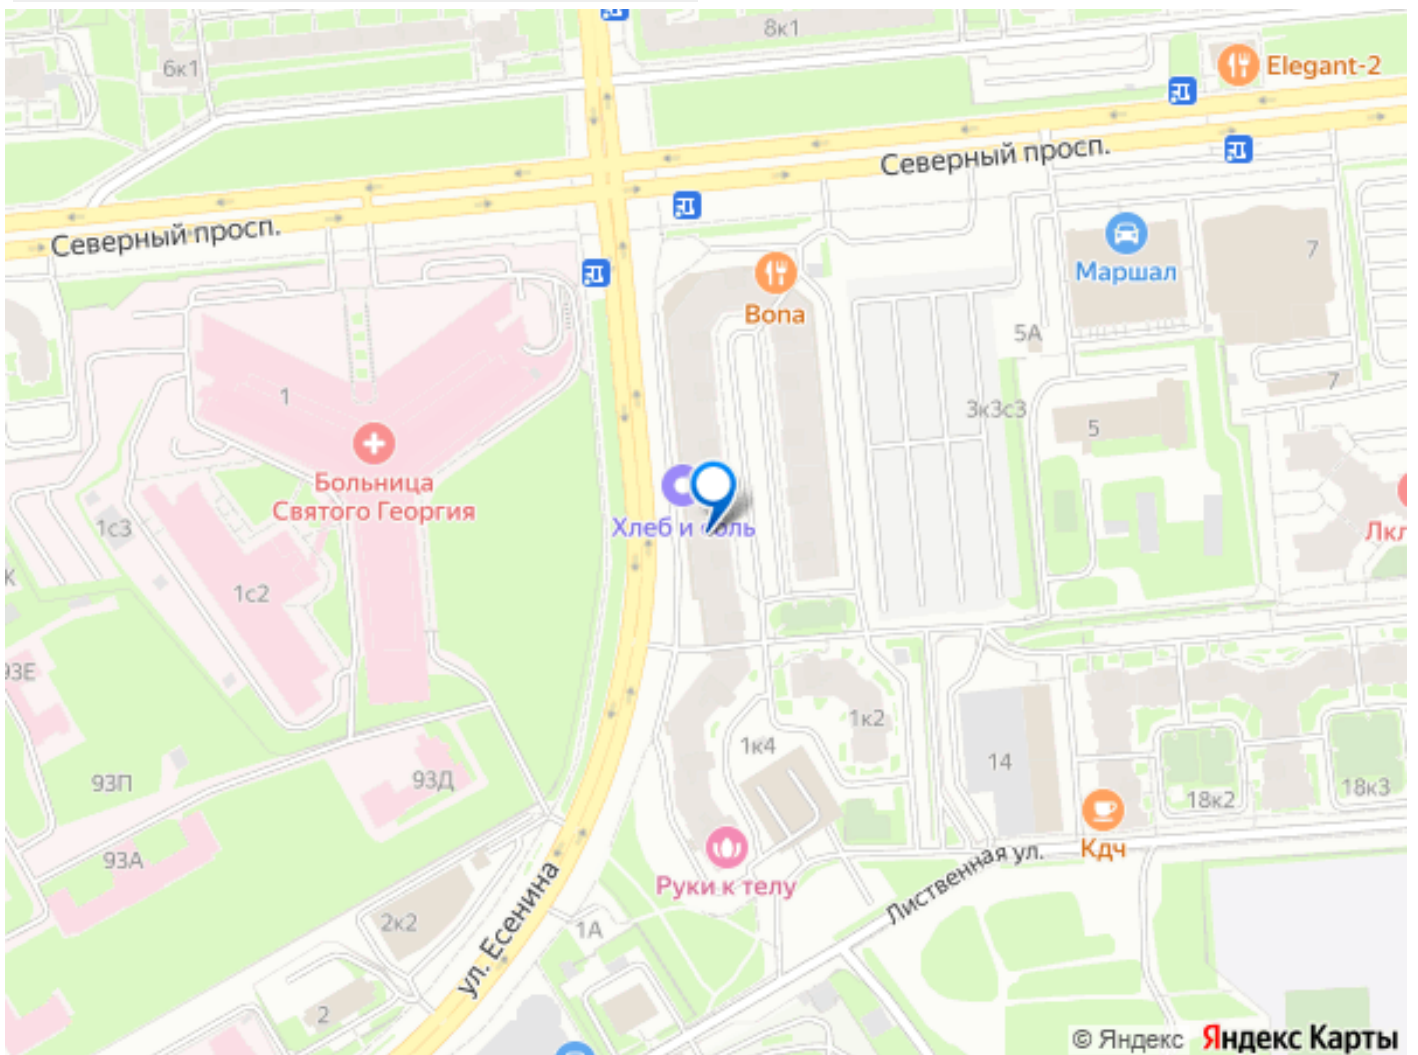 8к1
6к1
Elegant-2
Северный просп.
Северный просп.
Маршал
7
Bona
5А
7
1
3к3с3
5
Больница
Святого Георгия
1с3
Хлеб и соль
Лкл
К
1с2
93Е
1к2
1к4
14
93П
93Д
18к2
18к3
Кдч
93А
Лиственная ул.
Руки к телу
2к2
1А
ул. Есенина
2
© Яндекс Яндекс Карты